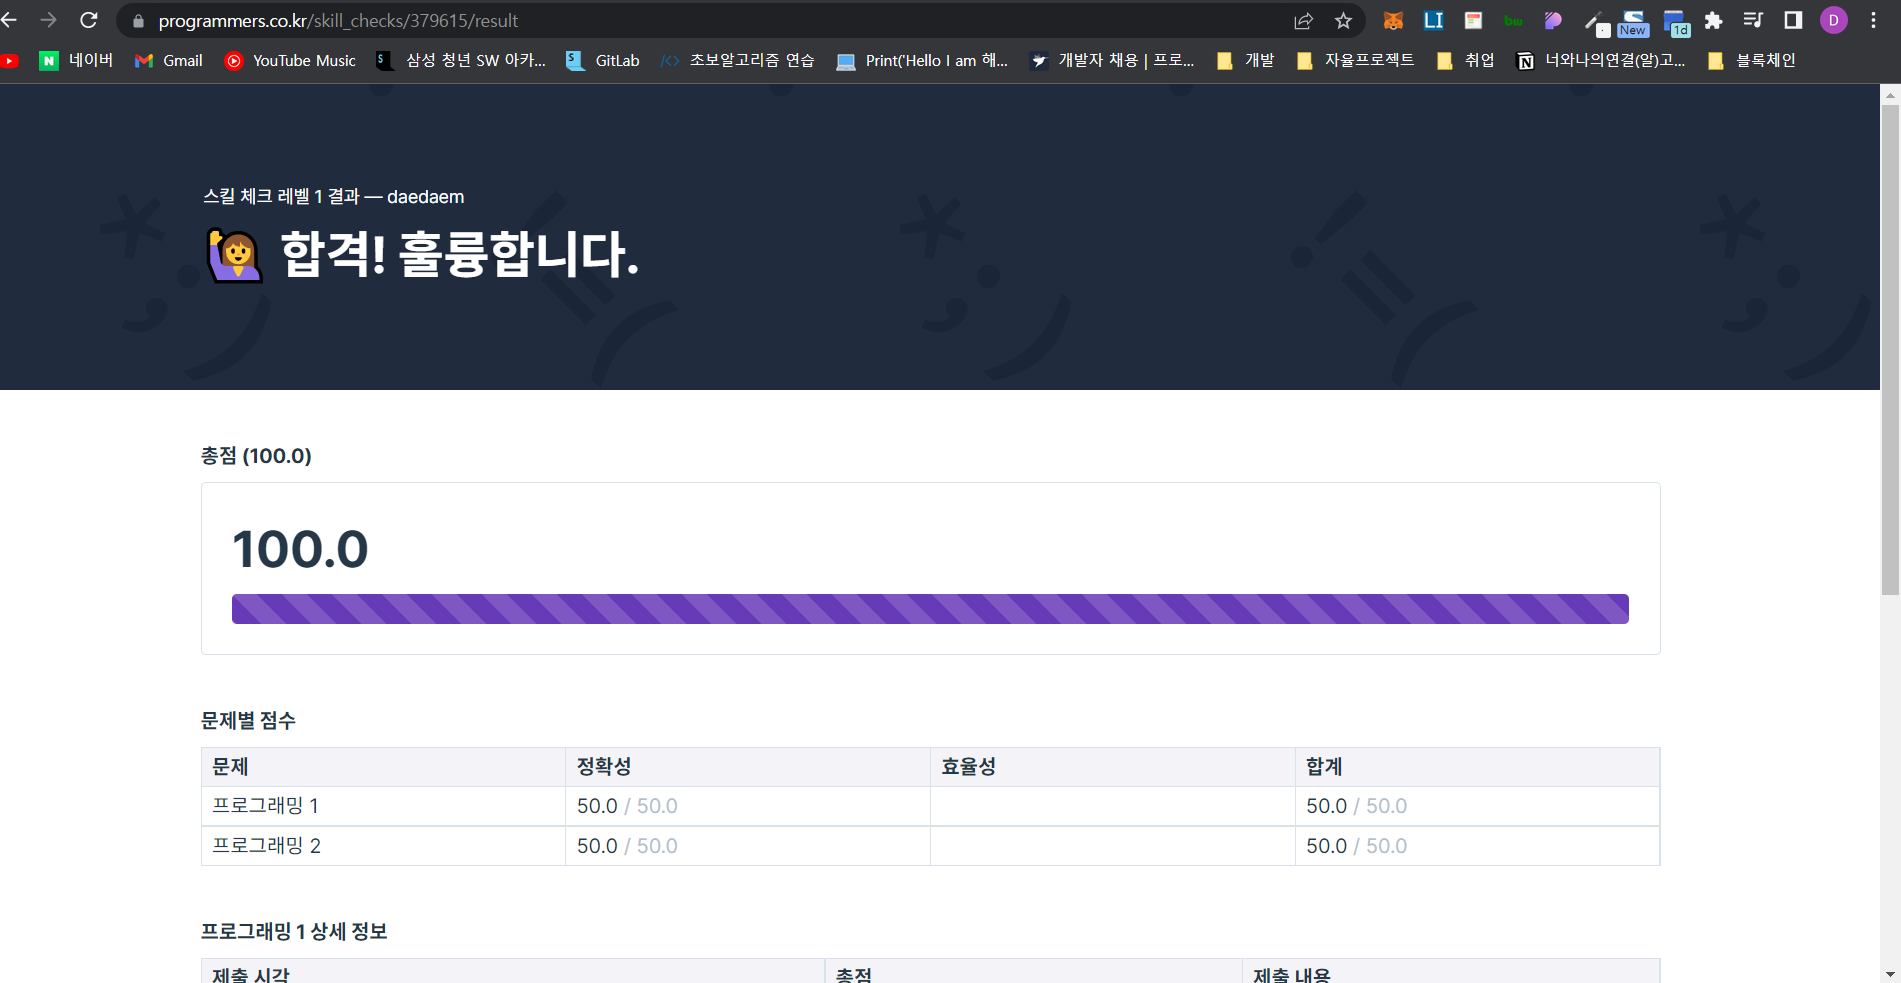 programmers.co.kr/skill_checks/379615/result
LI
bw
New
1d
D
N 네이버 Gmail YouTube Music 삼성 청년 SW 아카... GitLab 초보알고리즘 연습 Print('Hello I am 해... 개발자 채용 | 프로... 개발 자율프로젝트 취업 너와나의연결(알)고... 블록체인
스킬 체크 레벨 1 결과 — daedaem
합격! 훌륭합니다.
총점 (100.0)
100.0
문제별 점수
문제 정확성 효율성 합계
프로그래밍 1 50.0 / 50.0 50.0 / 50.0
프로그래밍 2 50.0 / 50.0 50.0 / 50.0
프로그래밍 1 상세 정보
제출 시각 총점 제출 내용